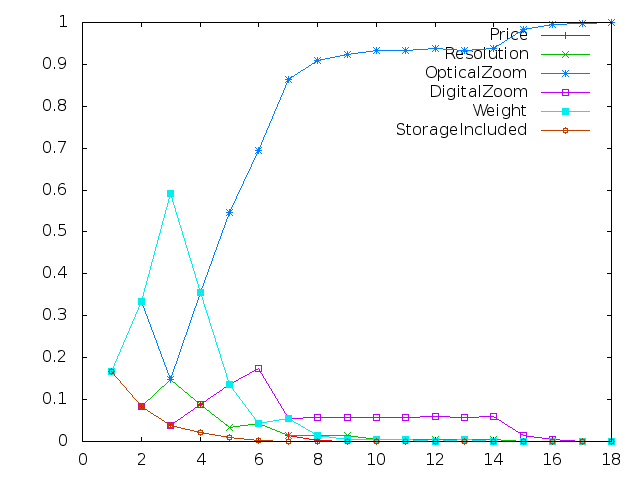 1
Price
Resolution
0.9
OpticalZoom
DigitalZoom
0.8
Weight
StorageIncluded
0.7
0.6
0.5
0.4
0.3
0.2
0.1
0
0 2 4 6 8 10 12 14 16 18